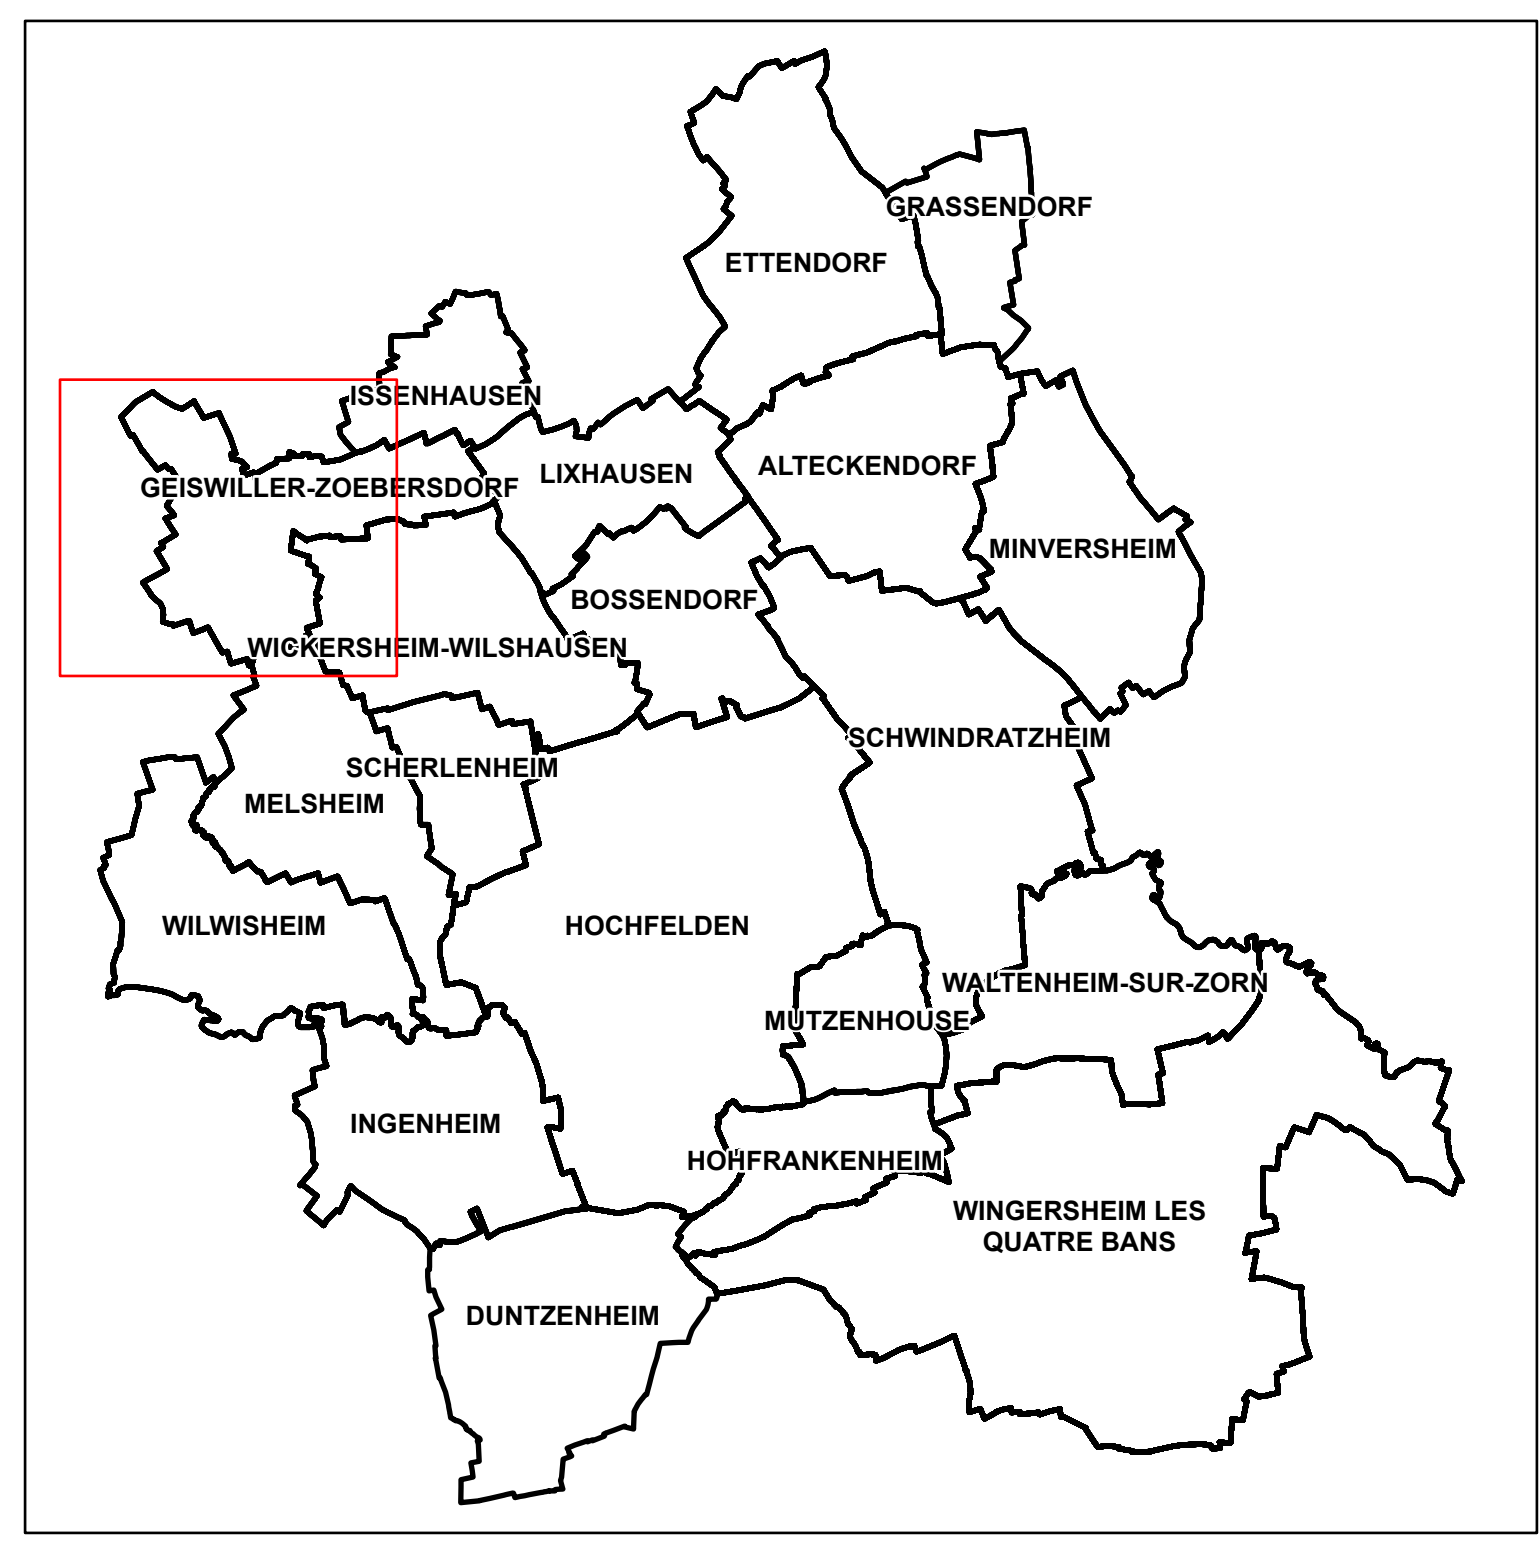 GRASSENDORF
ETTENDORF
ISSENHAUSEN
ALTECKENDORF
LIXHAUSEN
GEISWILLER-ZOEBERSDORF
MINVERSHEIM
BOSSENDORF
WICKERSHEIM-WILSHAUSEN
SCHWINDRATZHEIM
SCHERLENHEIM
MELSHEIM
WILWISHEIM
HOCHFELDEN
WALTENHEIM-SUR-ZORN
MUTZENHOUSE
INGENHEIM
HOHFRANKENHEIM
WINGERSHEIM LES
QUATRE BANS
DUNTZENHEIM